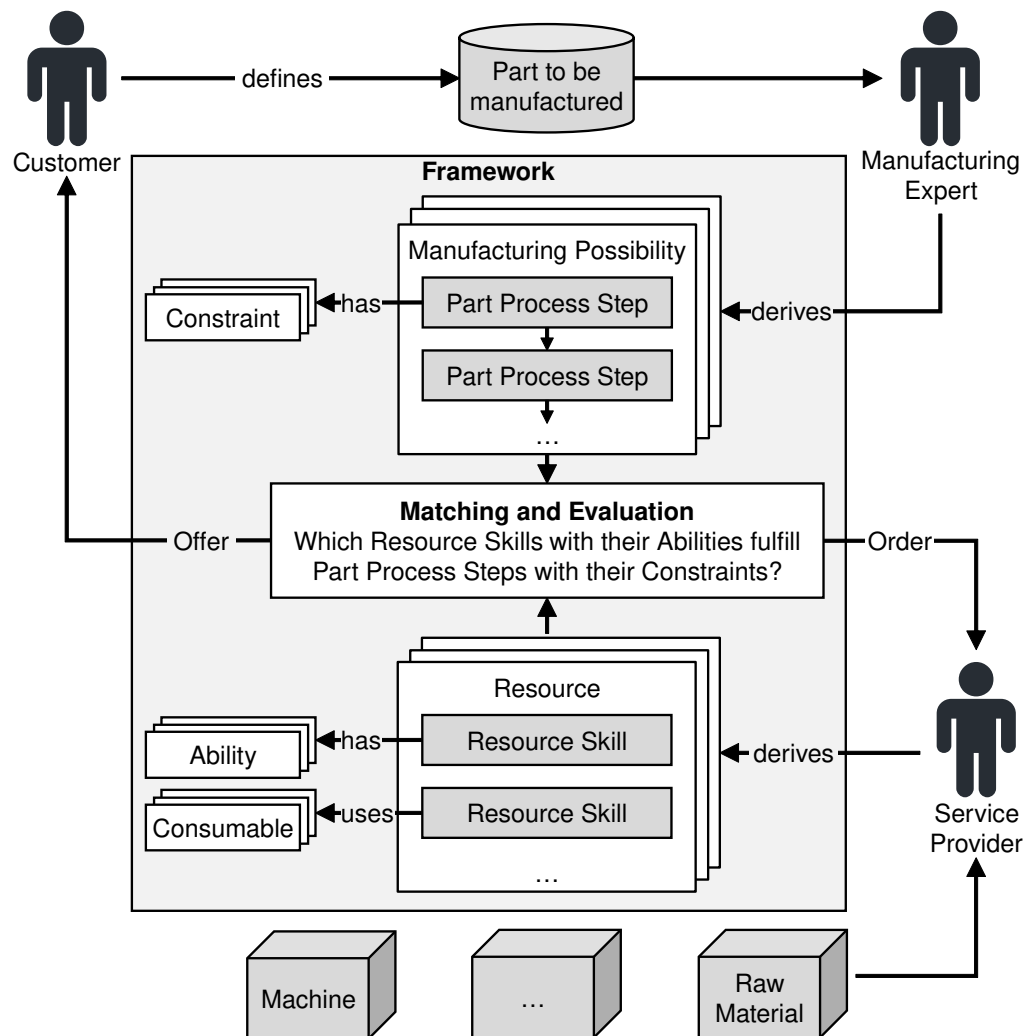 defines
Part to be
manufactured
Customer
Manufacturing
Expert
Framework
Manufacturing Possibility
Part Process Step
has
Constraint
derives
Part Process Step
…
Matching and Evaluation
Which Resource Skills with their Abilities fulfill
Part Process Steps with their Constraints?
Offer
Order
Resource
Resource Skill
has
Ability
derives
Resource Skill
uses
Consumable
…
Service
Provider
Machine
…
Raw
Material